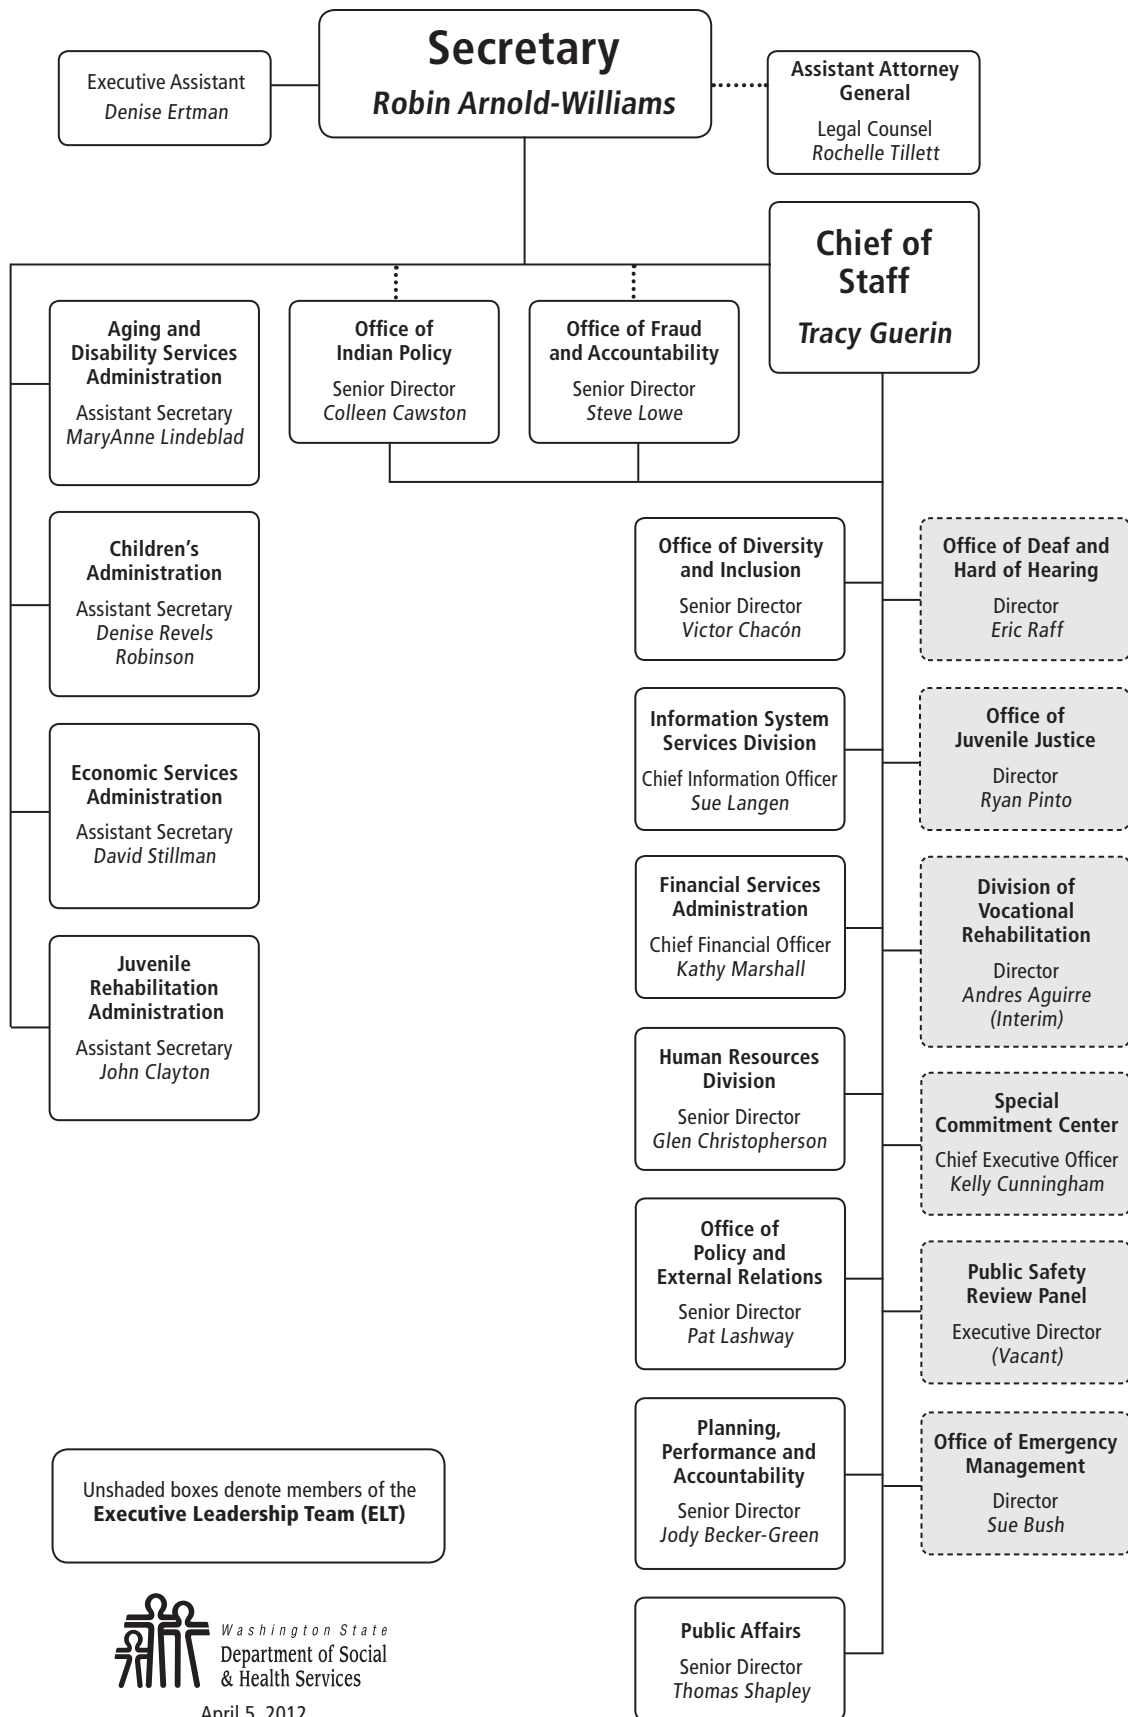 Secretary
Robin Arnold-Williams
Executive Assistant
Denise Ertman
Assistant Attorney
General
Legal Counsel
Rochelle Tillett
Chief of
Staff
Tracy Guerin
Aging and
Disability Services
Administration
Assistant Secretary
MaryAnne Lindeblad
Office of
Indian Policy
Senior Director
Colleen Cawston
Office of Fraud
and Accountability
Senior Director
Steve Lowe
Children's
Administration
Assistant Secretary
Denise Revels
Robinson
Economic Services
Administration
Assistant Secretary
David Stillman
Juvenile
Rehabilitation
Administration
Assistant Secretary
John Clayton
Office of Diversity
and Inclusion
Senior Director
Victor Chacón
Information System
Services Division
Chief Information Officer
Sue Langen
Financial Services
Administration
Chief Financial Officer
Kathy Marshall
Human Resources
Division
Senior Director
Glen Christopherson
Office of
Policy and
External Relations
Senior Director
Pat Lashway
Planning,
Performance and
Accountability
Senior Director
Jody Becker-Green
Public Affairs
Senior Director
Thomas Shapley
Office of Deaf and
Hard of Hearing
Director
Eric Raff
Office of
Juvenile Justice
Director
Ryan Pinto
Division of
Vocational
Rehabilitation
Director
Andres Aguirre
(Interim)
Special
Commitment Center
Chief Executive Officer
Kelly Cunningham
Public Safety
Review Panel
Executive Director
(Vacant)
Office of Emergency
Management
Director
Sue Bush
Unshaded boxes denote members of the
Executive Leadership Team (ELT)
Washington State
Department of Social
& Health Services
April 5, 2012